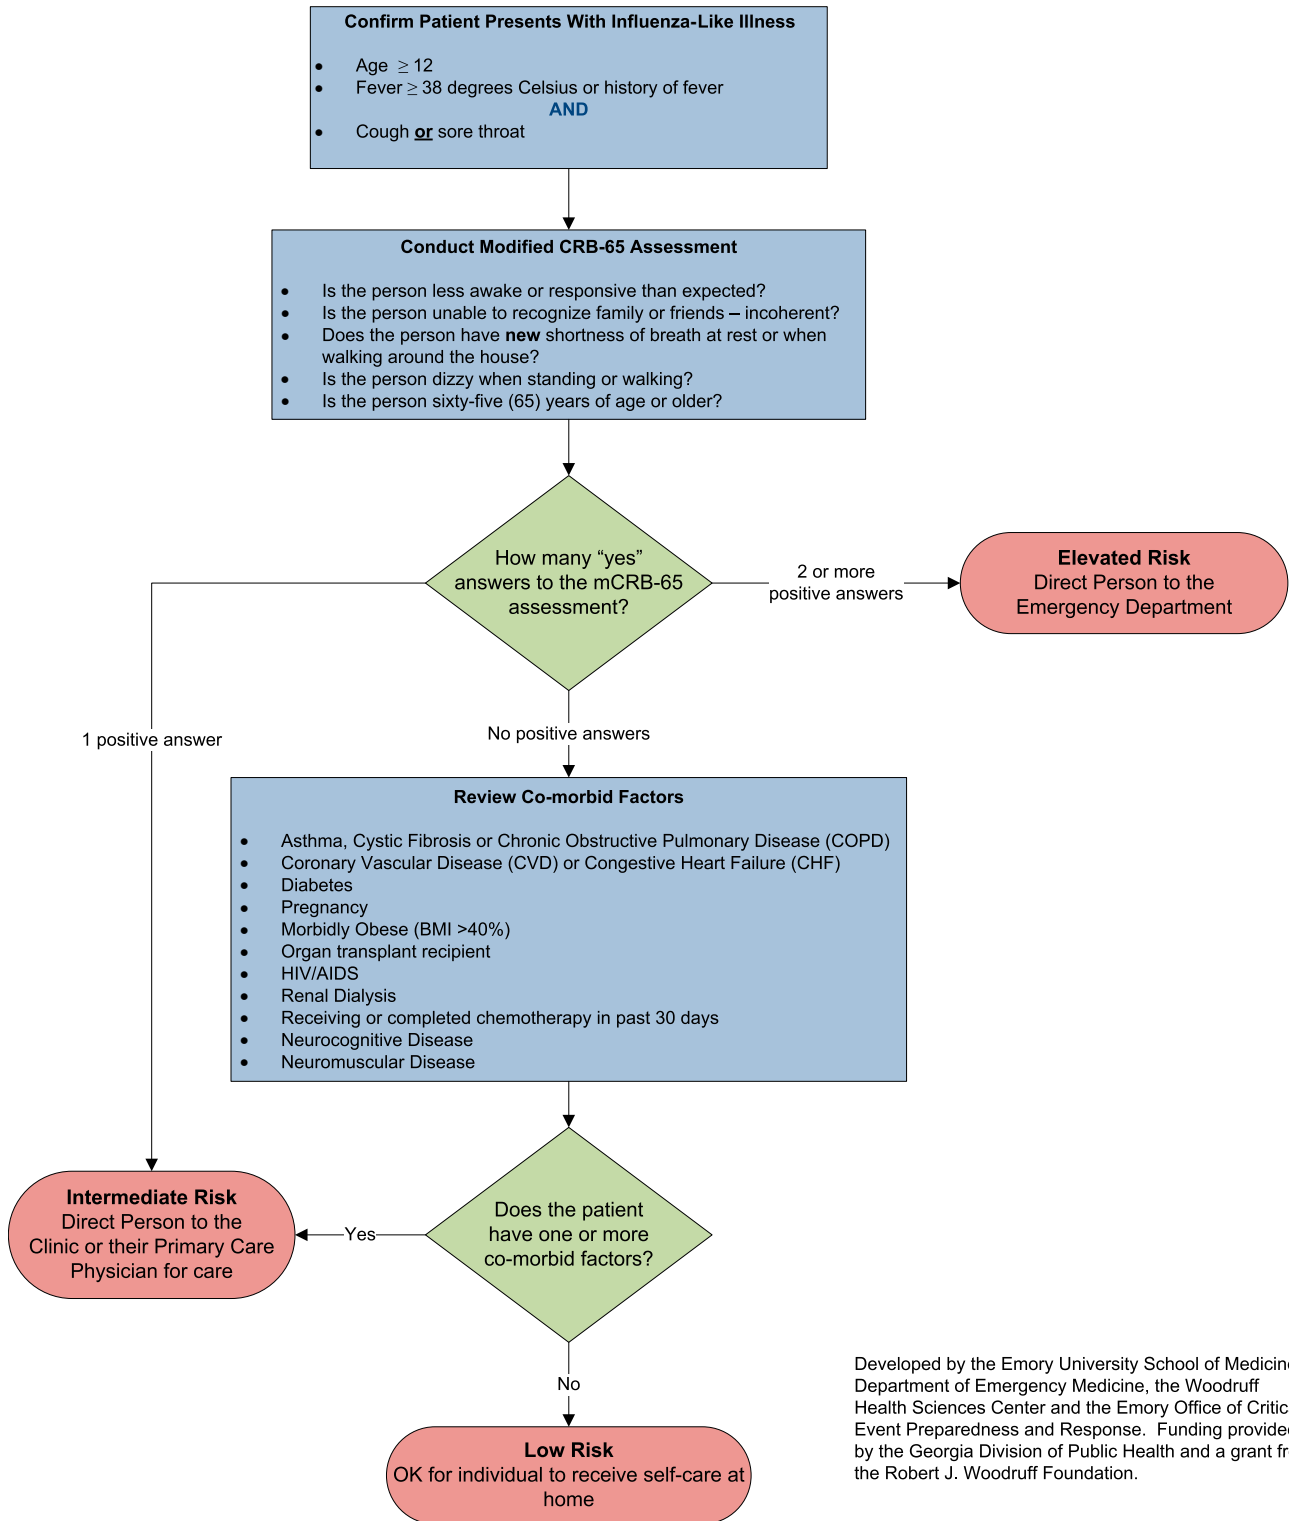 Confirm Patient Presents With Influenza-Like Illness
• Age ≥ 12
• Fever ≥ 38 degrees Celsius or history of fever
AND
• Cough or sore throat
Conduct Modified CRB-65 Assessment
• Is the person less awake or responsive than expected?
• Is the person unable to recognize family or friends – incoherent?
• Does the person have new shortness of breath at rest or when
walking around the house?
• Is the person dizzy when standing or walking?
• Is the person sixty-five (65) years of age or older?
How many “yes”
answers to the mCRB-65
assessment?
2 or more
positive answers
Elevated Risk
Direct Person to the
Emergency Department
1 positive answer
No positive answers
Review Co-morbid Factors
• Asthma, Cystic Fibrosis or Chronic Obstructive Pulmonary Disease (COPD)
• Coronary Vascular Disease (CVD) or Congestive Heart Failure (CHF)
• Diabetes
• Pregnancy
• Morbidly Obese (BMI >40%)
• Organ transplant recipient
• HIV/AIDS
• Renal Dialysis
• Receiving or completed chemotherapy in past 30 days
• Neurocognitive Disease
• Neuromuscular Disease
Intermediate Risk
Direct Person to the
Clinic or their Primary Care
Physician for care
Yes
Does the patient
have one or more
co-morbid factors?
No
Low Risk
OK for individual to receive self-care at
home
Developed by the Emory University School of Medicine
Department of Emergency Medicine, the Woodruff
Health Sciences Center and the Emory Office of Critic
Event Preparedness and Response. Funding provided
by the Georgia Division of Public Health and a grant fr
the Robert J. Woodruff Foundation.